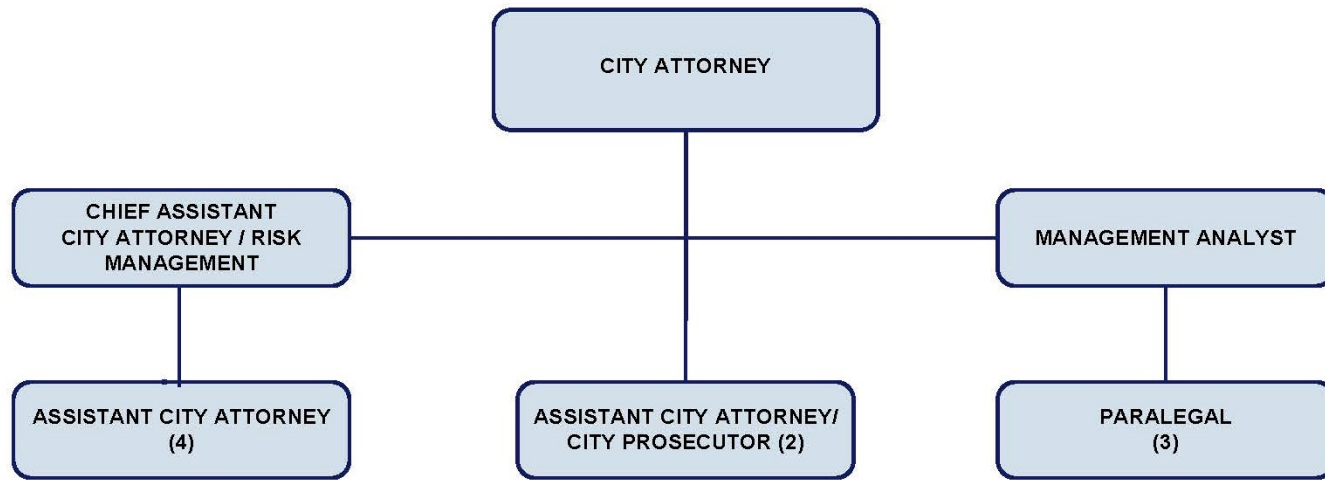 CITY ATTORNEY
CHIEF ASSISTANT
CITY ATTORNEY / RISK
MANAGEMENT
MANAGEMENT ANALYST
ASSISTANT CITY ATTORNEY
(4)
ASSISTANT CITY ATTORNEY/
CITY PROSECUTOR (2)
PARALEGAL
(3)